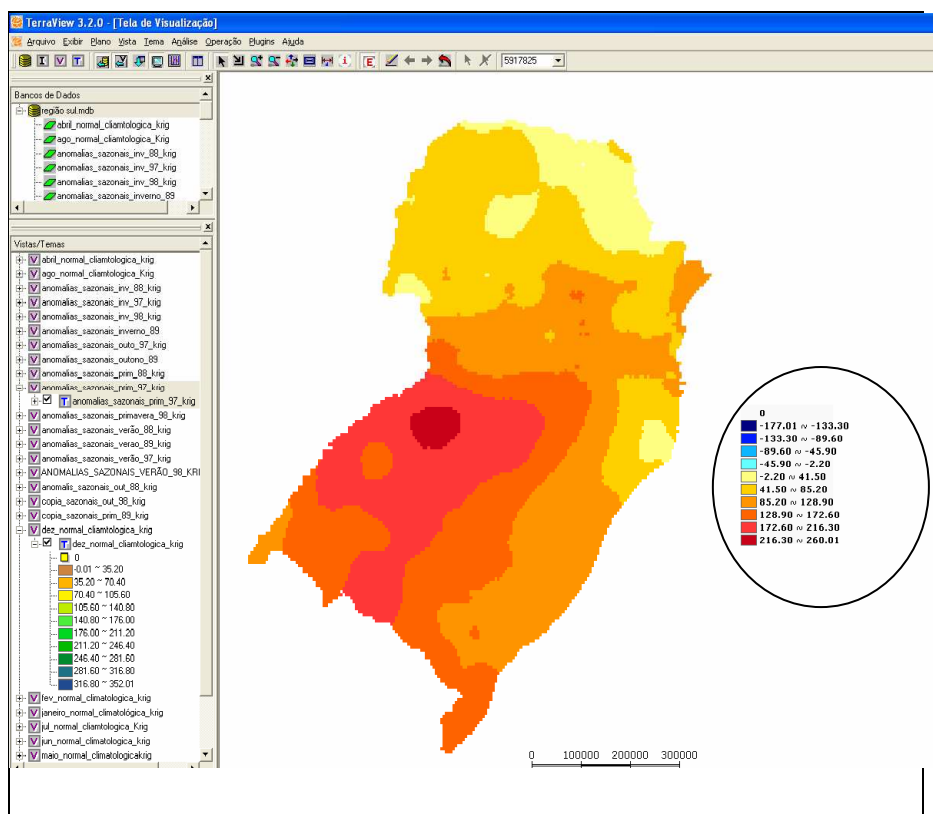 TerraView 3.2.0 - [Tela de Visualização]
Arquivo Exibir Plano Vista Tema Análise Operação Plugins Ajuda
5917825
Bancos de Dados
região sul.mdb
abril_normal_cliamtologica_krig
ago_normal_cliamtologica_Krig
anomalias_sazonais_inv_88_krig
anomalias_sazonais_inv_97_krig
anomalias_sazonais_inv_98_krig
anomalias_sazonais_inverno_89
Vistas/Temas
abril_normal_cliamtologica_krig
ago_normal_cliamtologica_Krig
anomalias_sazonais_inv_88_krig
anomalias_sazonais_inv_97_krig
anomalias_sazonais_inv_98_krig
anomalias_sazonais_inverno_89
anomalias_sazonais_outo_97_krig
anomalias_sazonais_outono_89
anomalias_sazonais_prim_88_krig
anomalias_sazonais_prim_97_krig
anomalias_sazonais_prim_97_krig
anomalias_sazonais_primavera_98_krig
anomalias_sazonais_verão_88_krig
anomalias_sazonais_verao_89_krig
anomalias_sazonais_verão_97_krig
ANOMALIAS_SAZONAIS_VERÃO_98_KRI
anomalis_sazonais_out_88_krig
copia_sazonais_out_98_krig
copia_sazonais_prim_89_krig
dez_normal_cliamtologica_krig
dez_normal_cliamtologica_krig
0
-0.01 ~ 35.20
35.20 ~ 70.40
70.40 ~ 105.60
105.60 ~ 140.80
140.80 ~ 176.00
176.00 ~ 211.20
211.20 ~ 246.40
246.40 ~ 281.60
281.60 ~ 316.80
316.80 ~ 352.01
fev_normal_climatologica_krig
janeiro_normal_climatológica_krig
jul_normal_cliamtologica_Krig
jun_normal_climatologica_krig
maio_normal_climatologicakrig
0
-177.01 ~ -133.30
-133.30 ~ -89.60
-89.60 ~ -45.90
-45.90 ~ -2.20
-2.20 ~ 41.50
41.50 ~ 85.20
85.20 ~ 128.90
128.90 ~ 172.60
172.60 ~ 216.30
216.30 ~ 260.01
0 100000 200000 300000